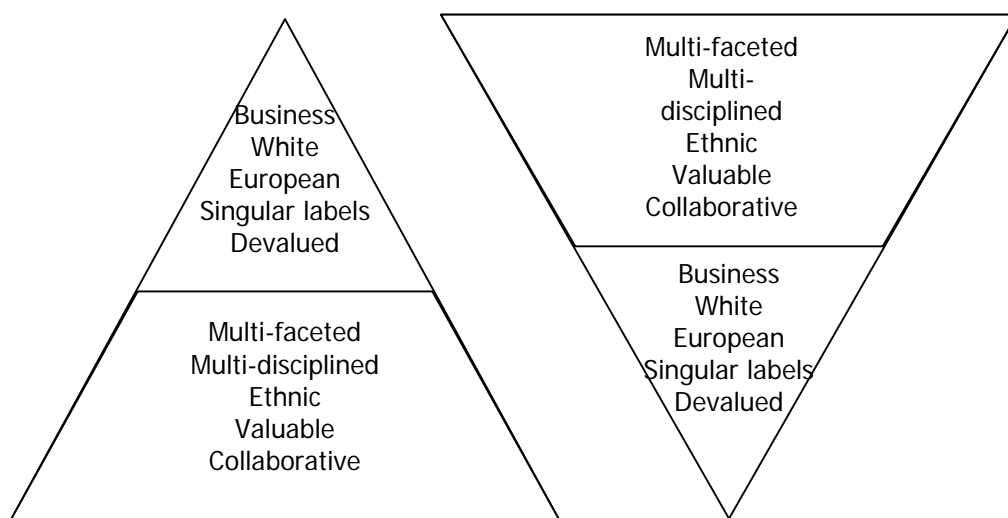 Business
White
European
Singular labels
Devalued
Multi-faceted
Multi-disciplined
Ethnic
Valuable
Collaborative
Multi-faceted
Multi-
disciplined
Ethnic
Valuable
Collaborative
Business
White
European
Singular labels
Devalued